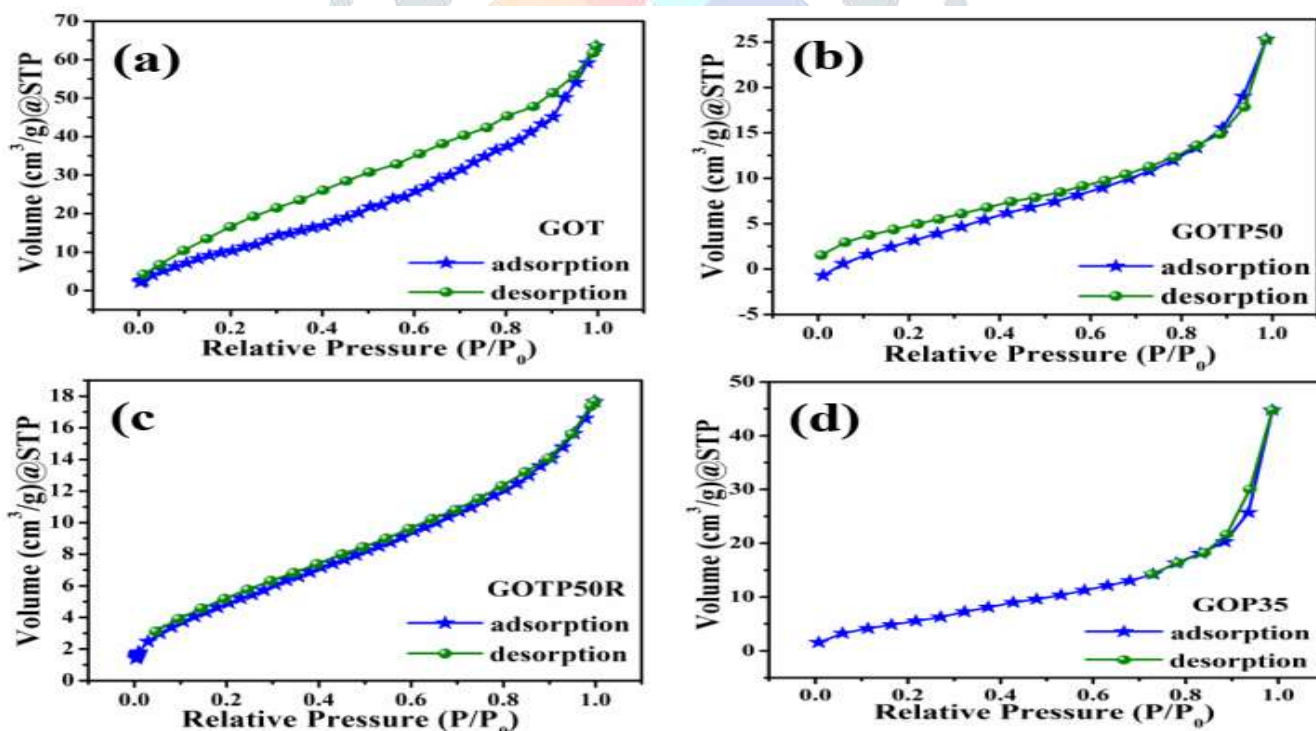 (a)
Volume (cm³/g)@STP
70
60
50
40
30
20
10
0
GOT
adsorption
desorption
0.0 0.2 0.4 0.6 0.8 1.0
Relative Pressure (P/P₀)
(b)
Volume (cm³/g)@STP
25
20
15
10
5
0
-5
GOTP50
adsorption
desorption
0.0 0.2 0.4 0.6 0.8 1.0
Relative Pressure (P/P₀)
(c
Volume (cm³/g)@STP
18
16
14
12
10
8
6
4
2
0
GOTP50R
adsorption
desorption
0.0 0.2 0.4 0.6 0.8 1.0
Relative Pressure (P/P₀)
(d)
Volume (cm³/g)@STP
50
40
30
20
10
0
GOP35
adsorption
desorption
0.0 0.2 0.4 0.6 0.8 1.0
Relative Pressure (P/P₀)